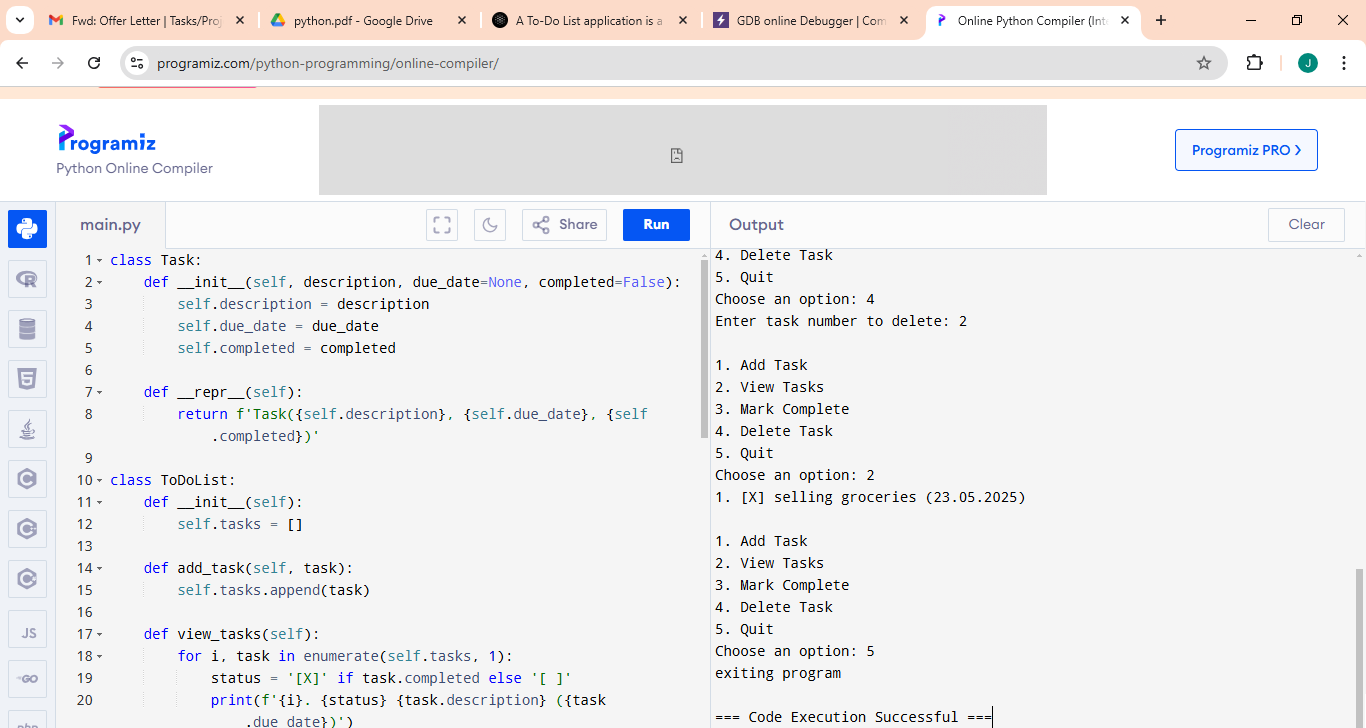 Fwd: Offer Letter | Tasks/Proj
python.pdf - Google Drive
A To-Do List application is a
GDB online Debugger | Com
Online Python Compiler (Inte
programiz.com/python-programming/online-compiler/
J
Programiz
Python Online Compiler
Programiz PRO
main.py
Share
Run
Output
Clear
1 class Task:
2 def __init__(self, description, due_date=None, completed=False):
3 self.description = description
4 self.due_date = due_date
5 self.completed = completed
6
7 def __repr__(self):
8 return f'Task({self.description}, {self.due_date}, {self
.completed})'
9
10 class ToDoList:
11 def __init__(self):
12 self.tasks = []
13
14 def add_task(self, task):
15 self.tasks.append(task)
16
17 def view_tasks(self):
18 for i, task in enumerate(self.tasks, 1):
19 status = '[X]' if task.completed else '[ ]'
20 print(f'{i}. {status} {task.description} ({task
.due_date})')
JS
GO
php
4. Delete Task
5. Quit
Choose an option: 4
Enter task number to delete: 2
1. Add Task
2. View Tasks
3. Mark Complete
4. Delete Task
5. Quit
Choose an option: 2
1. [X] selling groceries (23.05.2025)
1. Add Task
2. View Tasks
3. Mark Complete
4. Delete Task
5. Quit
Choose an option: 5
exiting program
=== Code Execution Successful ===